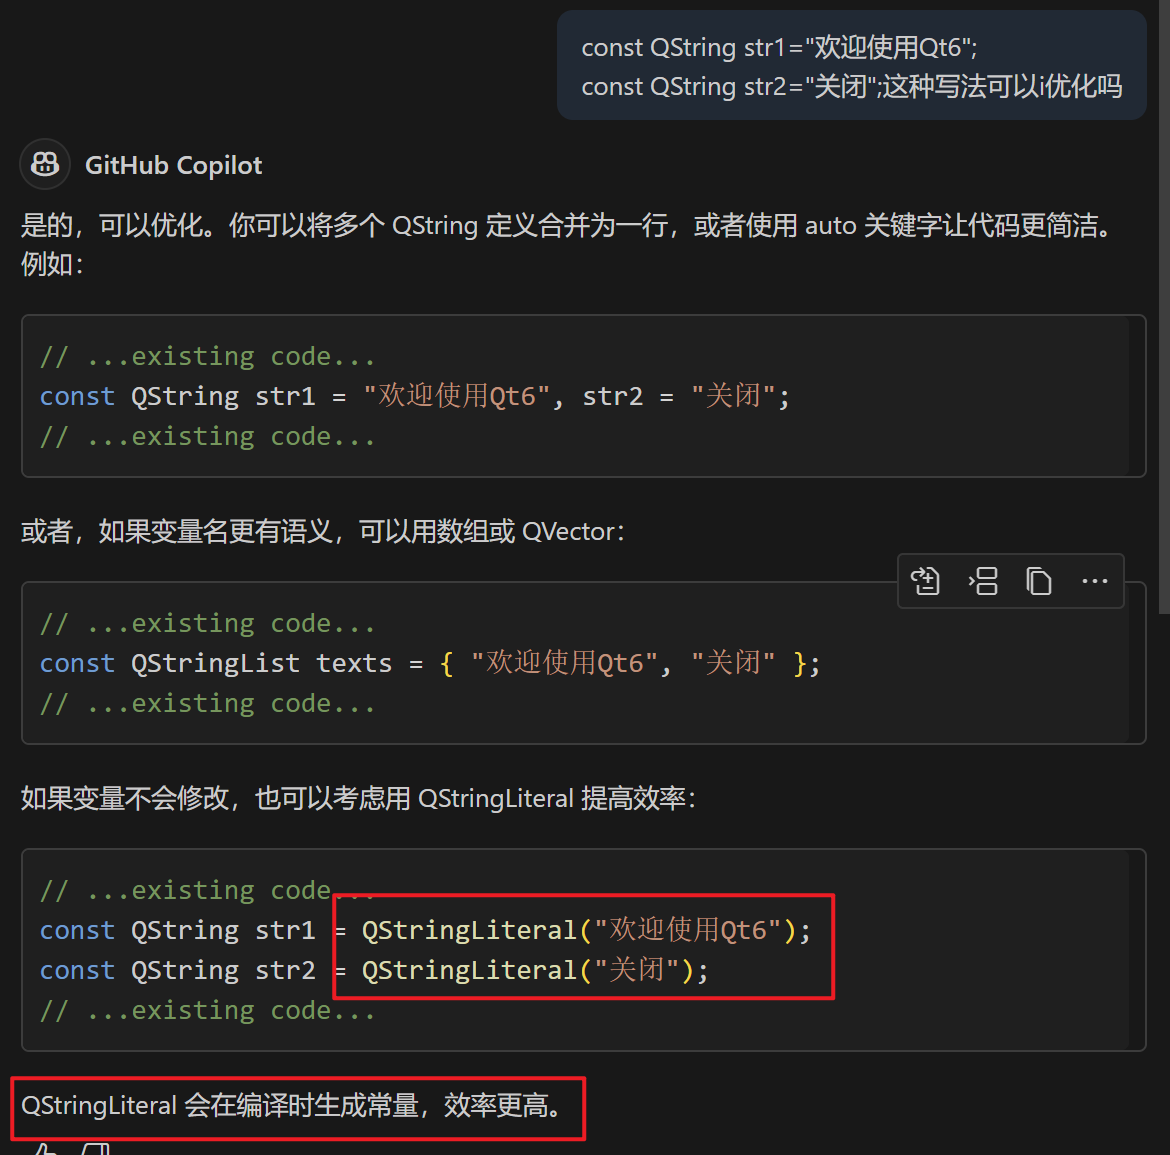 const QString str1="欢迎使用Qt6";
const QString str2="关闭";这种写法可以i优化吗
GitHub Copilot
是的，可以优化。你可以将多个 QString 定义合并为一行，或者使用 auto 关键字让代码更简洁。
例如：
// ...existing code...
const QString str1 = "欢迎使用Qt6", str2 = "关闭";
// ...existing code...
或者，如果变量名更有语义，可以用数组或 QVector：
// ...existing code...
const QStringList texts = { "欢迎使用Qt6", "关闭" };
// ...existing code...
如果变量不会修改，也可以考虑用 QStringLiteral 提高效率：
// ...existing code...
const QString str1 = QStringLiteral("欢迎使用Qt6");
const QString str2 = QStringLiteral("关闭");
// ...existing code...
QStringLiteral 会在编译时生成常量，效率更高。